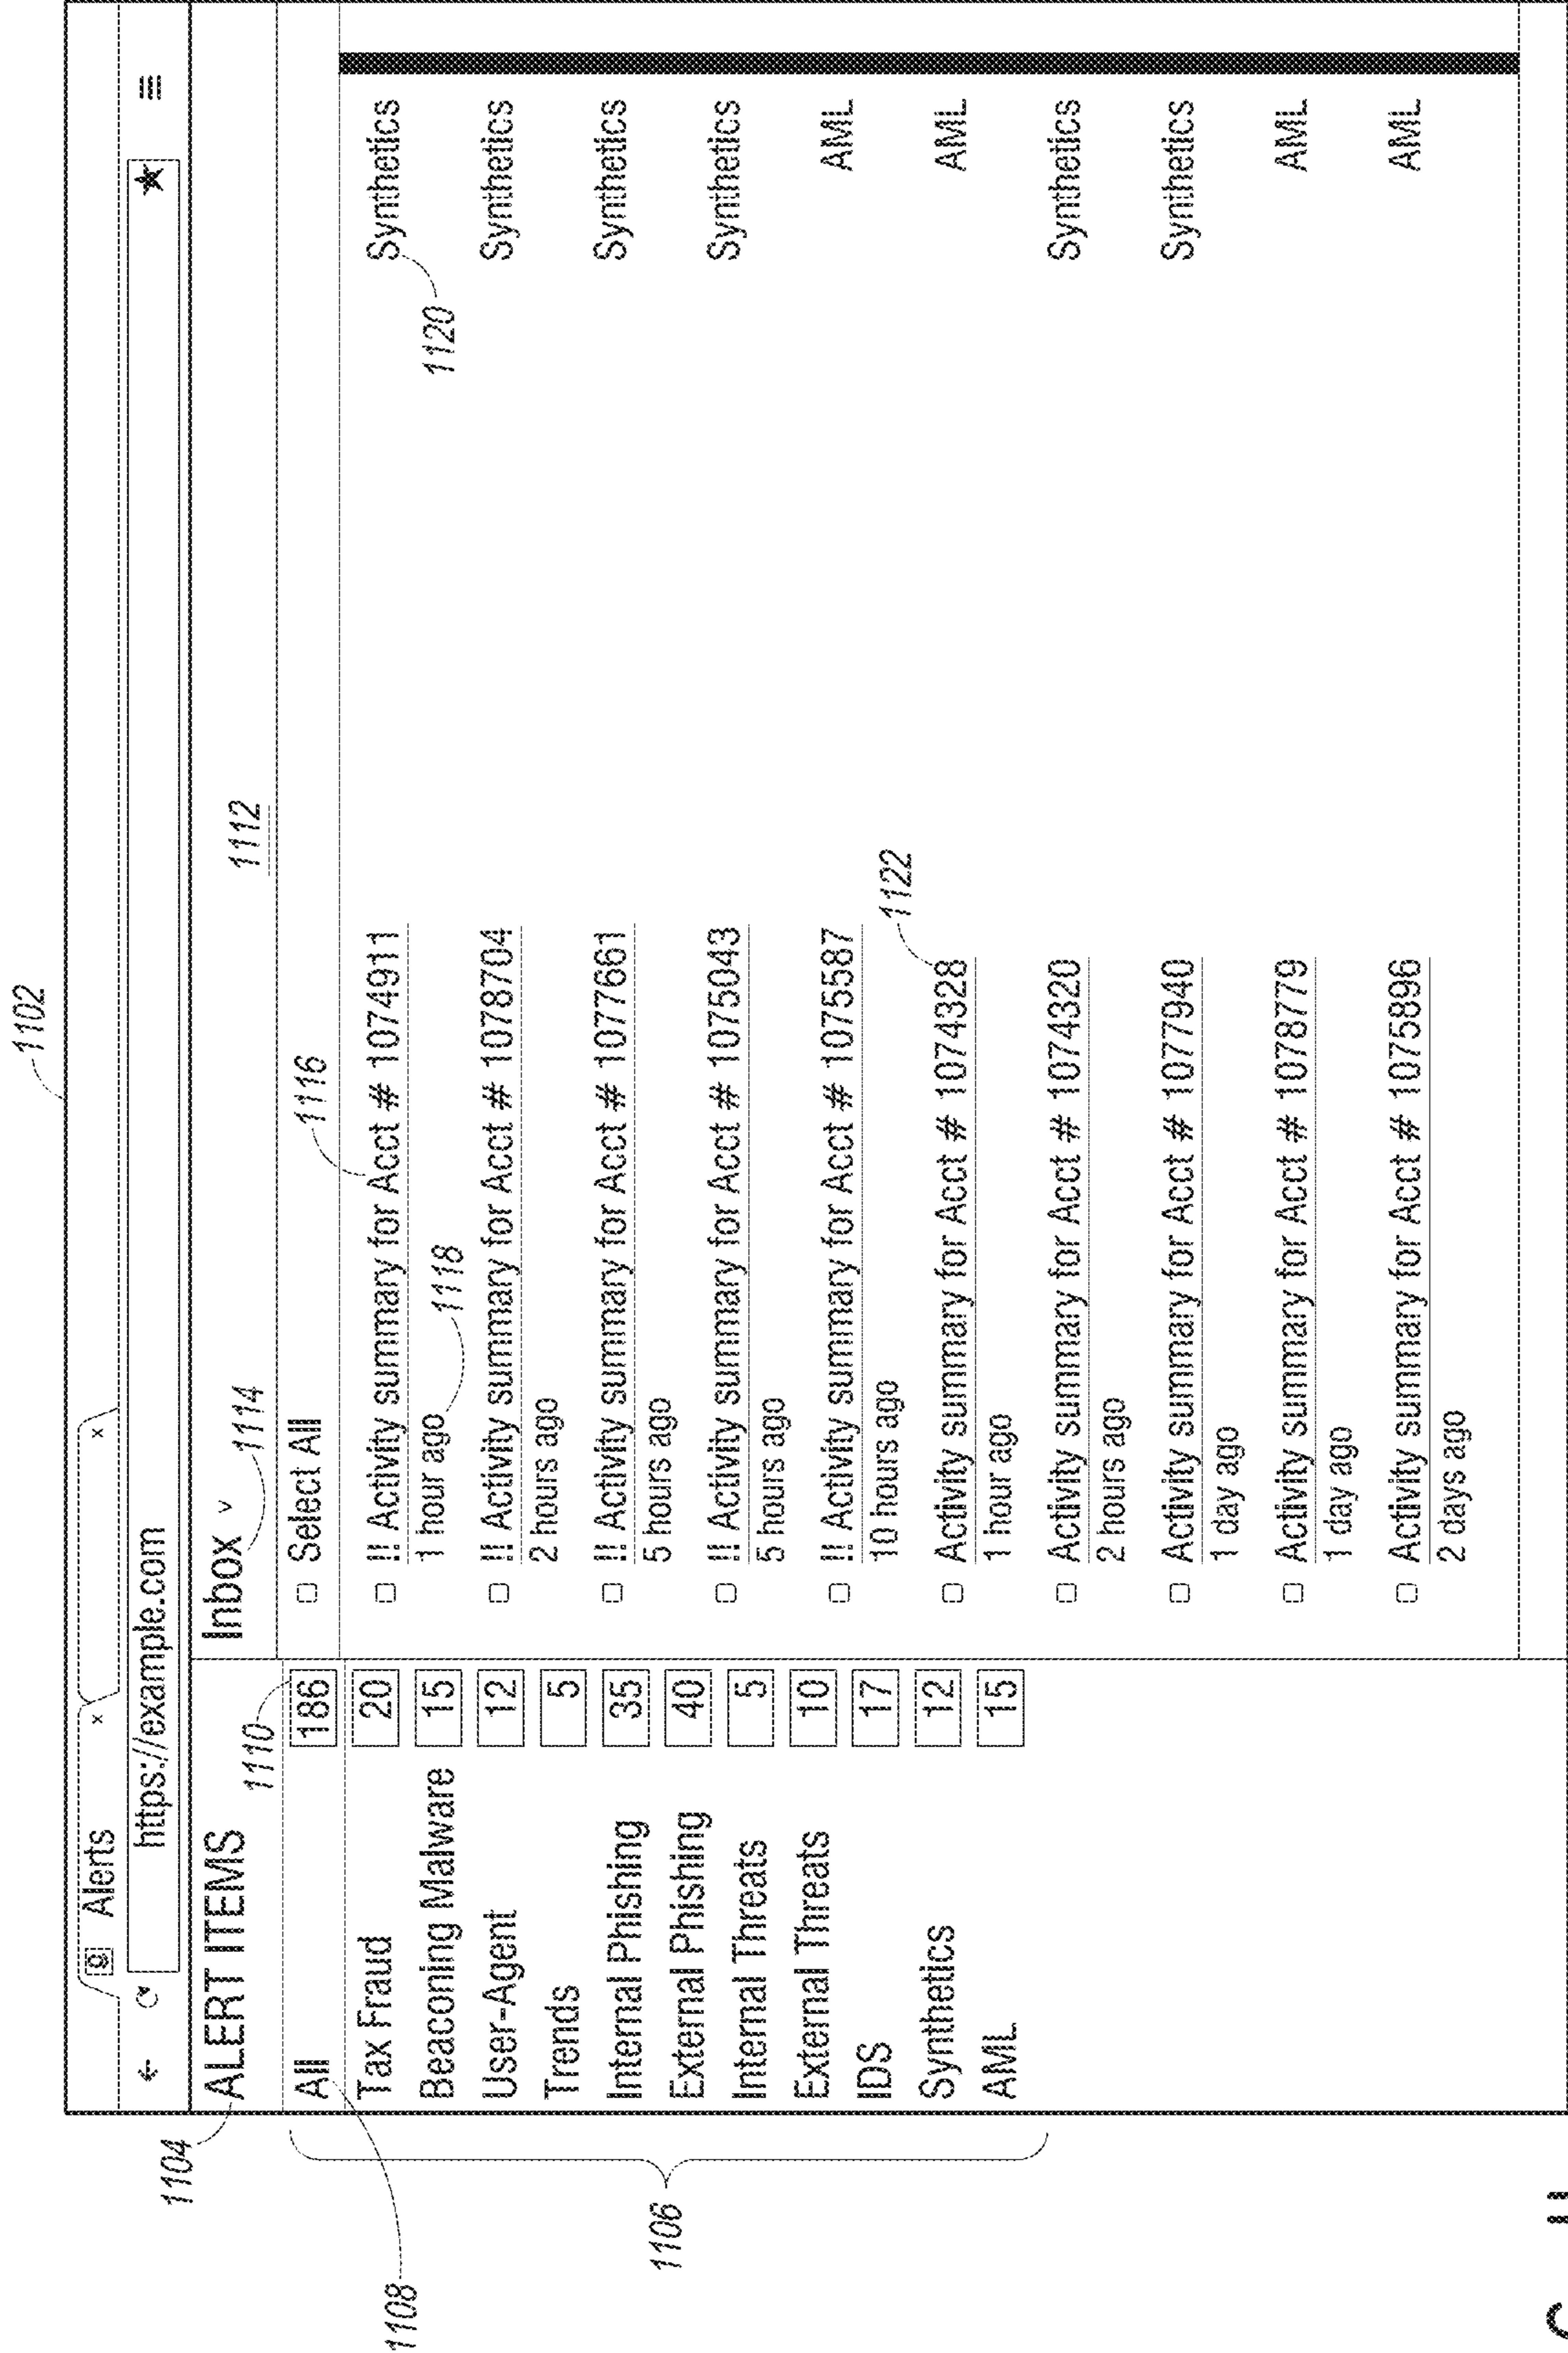 1102
Alerts x x
https://example.com
1104
ALERT ITEMS
1110
Inbox v
1114
1112
1108
1106
All 186
Tax Fraud 20
Beaconing Malware 15
User-Agent 12
Trends 5
Internal Phishing 35
External Phishing 40
Internal Threats 5
External Threats 10
IDS 17
Synthetics 12
AML 15
Select All
1116
!! Activity summary for Acct # 1074911 Synthetics
1 hour ago
1118
1120
!! Activity summary for Acct # 1078704 Synthetics
2 hours ago
!! Activity summary for Acct # 1077661 Synthetics
5 hours ago
!! Activity summary for Acct # 1075043 Synthetics
5 hours ago
!! Activity summary for Acct # 1075587 AML
10 hours ago
1122
Activity summary for Acct # 1074328 AML
1 hour ago
Activity summary for Acct # 1074320 Synthetics
2 hours ago
Activity summary for Acct # 1077940 Synthetics
1 day ago
Activity summary for Acct # 1078779 AML
1 day ago
Activity summary for Acct # 1075896 AML
2 days ago